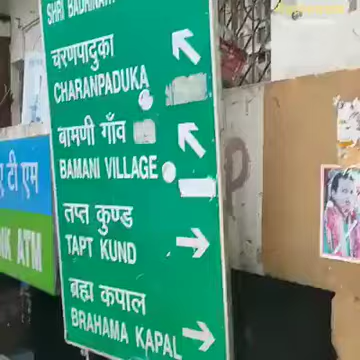 SHRI BADRINATH
चरणपादुका
CHARANPADUKA
बामणी गाँव
BAMANI VILLAGE
तप्त कुण्ड
TAPT KUND
ब्रह्म कपाल
BRAHAMA KAPAL
ए टी एम
ATM
P